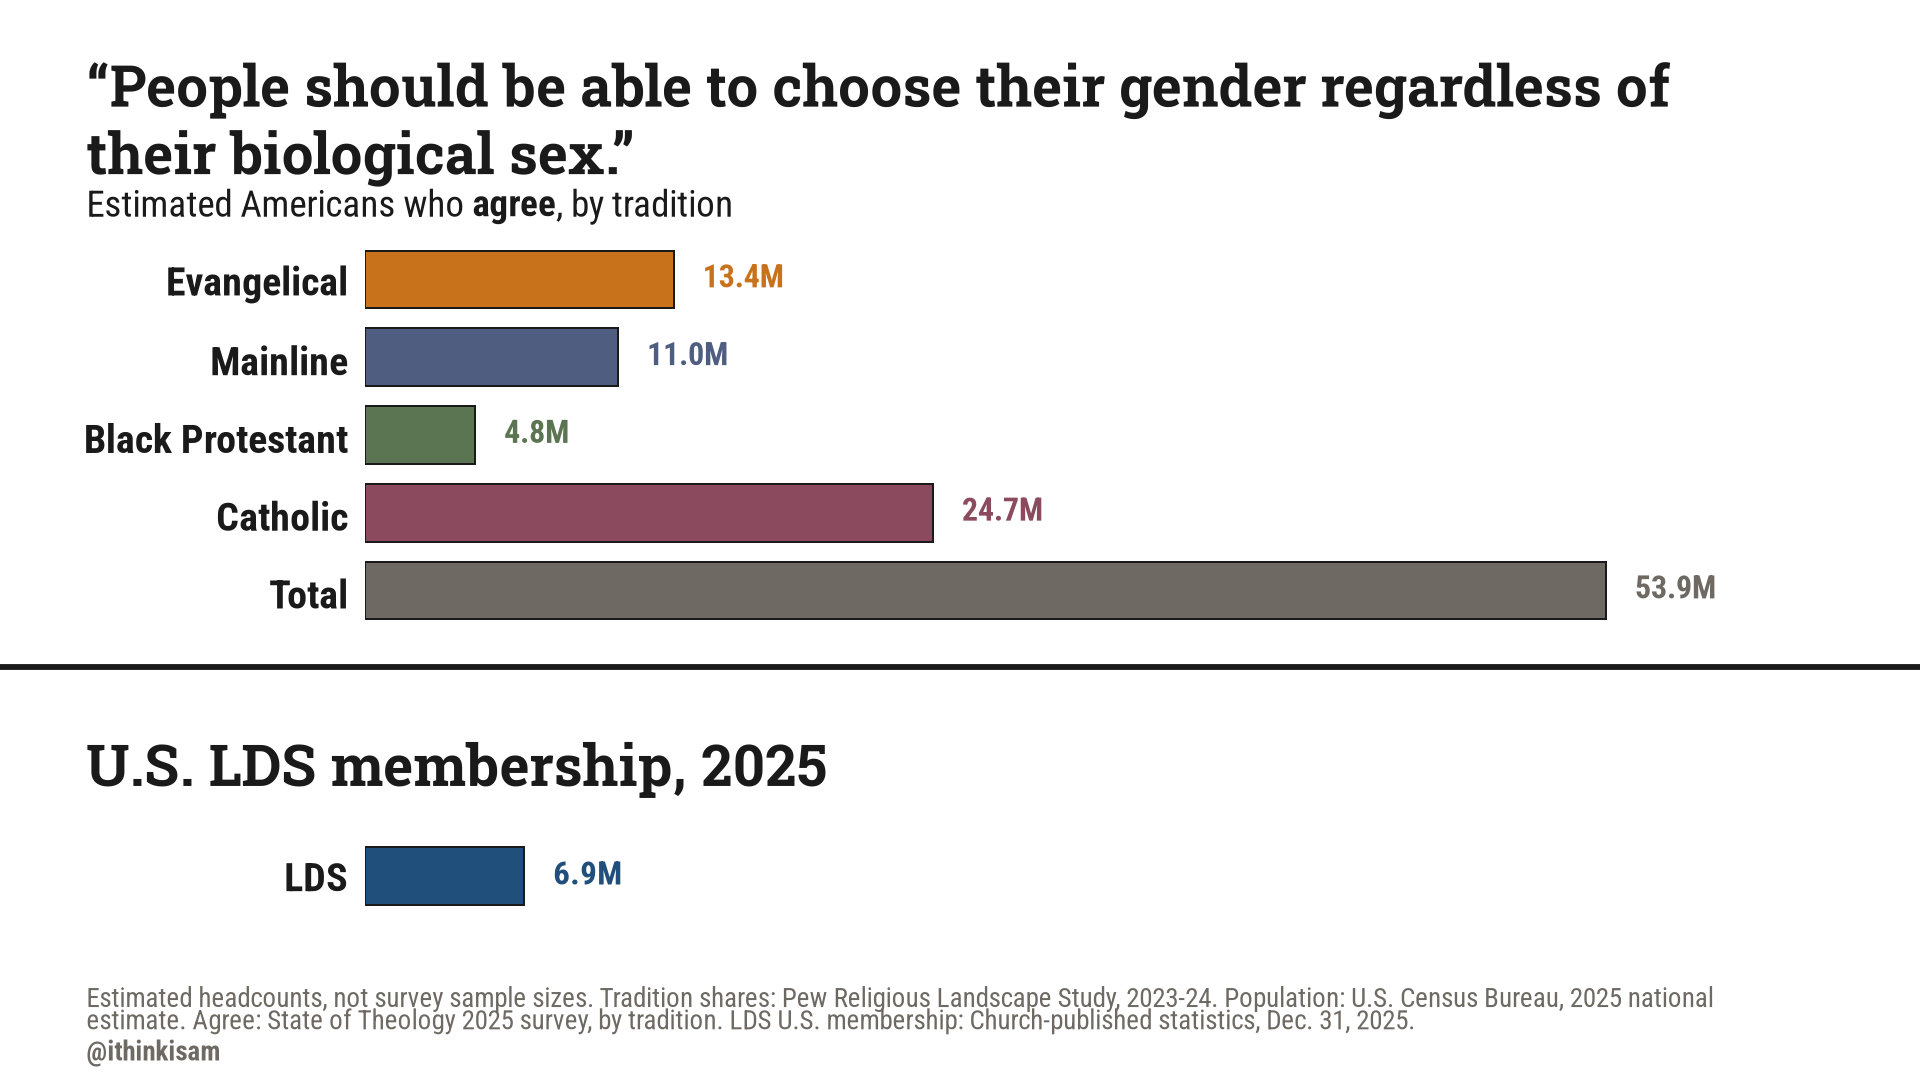 “People should be able to choose their gender regardless of
their biological sex.”
Estimated Americans who agree, by tradition
Evangelical 13.4M
Mainline 11.0M
Black Protestant 4.8M
Catholic 24.7M
Total 53.9M
U.S. LDS membership, 2025
LDS 6.9M
Estimated headcounts, not survey sample sizes. Tradition shares: Pew Religious Landscape Study, 2023-24. Population: U.S. Census Bureau, 2025 national
estimate. Agree: State of Theology 2025 survey, by tradition. LDS U.S. membership: Church-published statistics, Dec. 31, 2025.
@ithinkisam